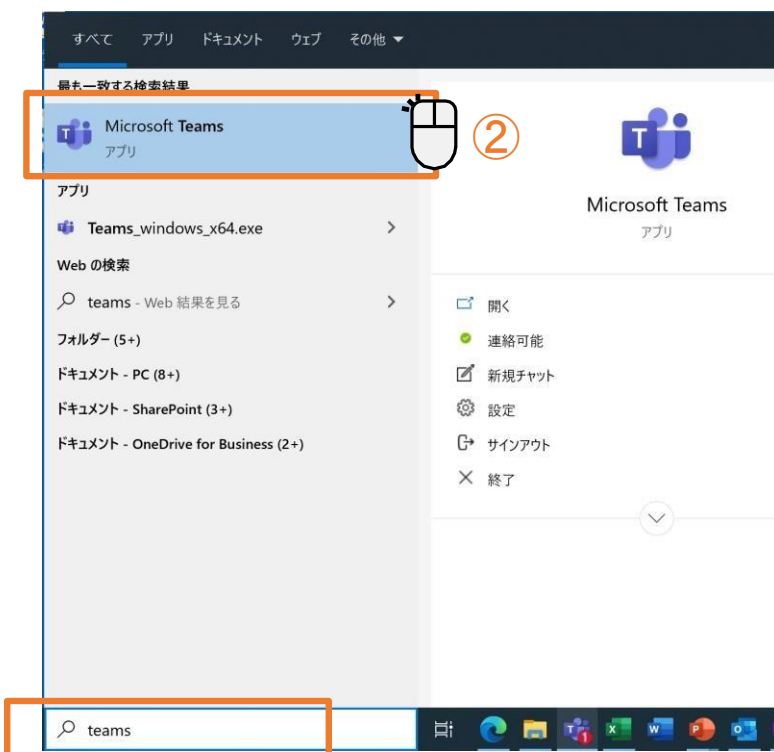 すべて アプリ ドキュメント ウェブ その他
最も一致する検索結果
Microsoft Teams
アプリ
②
アプリ
Teams_windows_x64.exe
Web の検索
teams - Web 結果を見る
フォルダー (5+)
ドキュメント - PC (8+)
ドキュメント - SharePoint (3+)
ドキュメント - OneDrive for Business (2+)
Microsoft Teams
アプリ
開く
連絡可能
新規チャット
設定
サインアウト
終了
teams